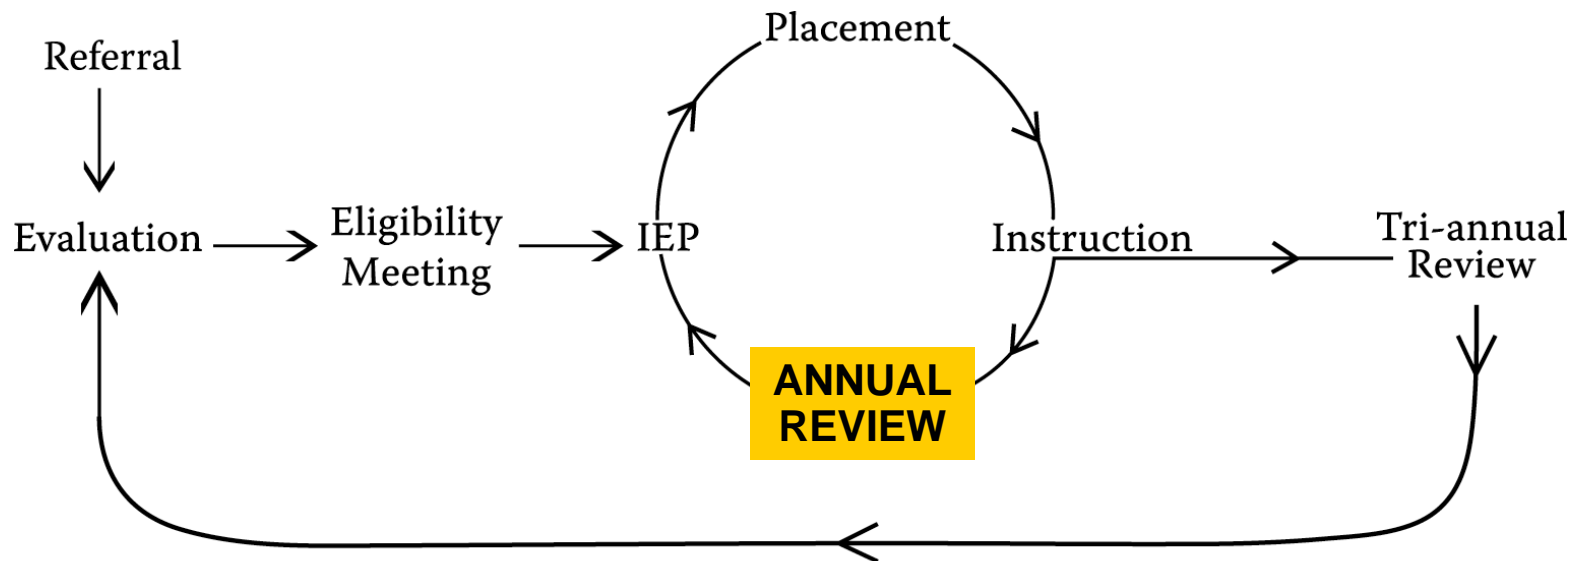 Referral
Evaluation
Eligibility
Meeting
IEP
Placement
Instruction
ANNUAL
REVIEW
Tri-annual
Review